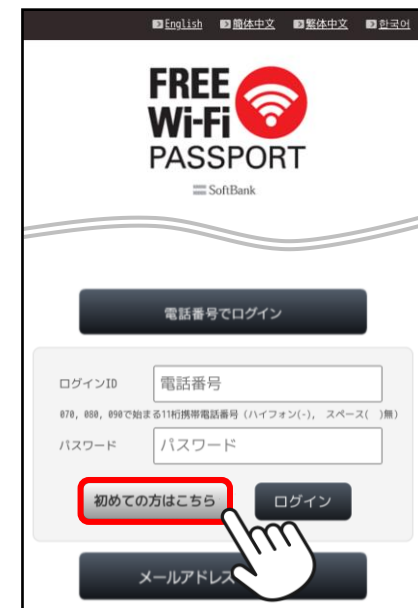 English 簡体中文 繁体中文 한국어
FREE
Wi-Fi
PASSPORT
SoftBank
電話番号でログイン
ログインID 電話番号
070, 080, 090で始まる11桁携帯電話番号 (ハイフォン(-), スペース( )無)
パスワード パスワード
初めての方はこちら ログイン
メールアドレス